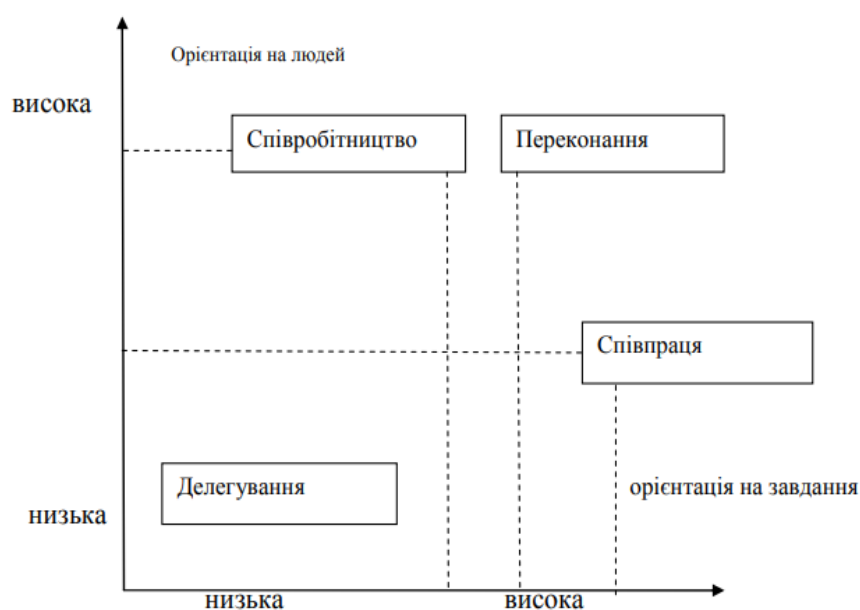 Орієнтація на людей
висока
Співробітництво
Переконання
Співпраця
Делегування
орієнтація на завдання
низька
низька
висока